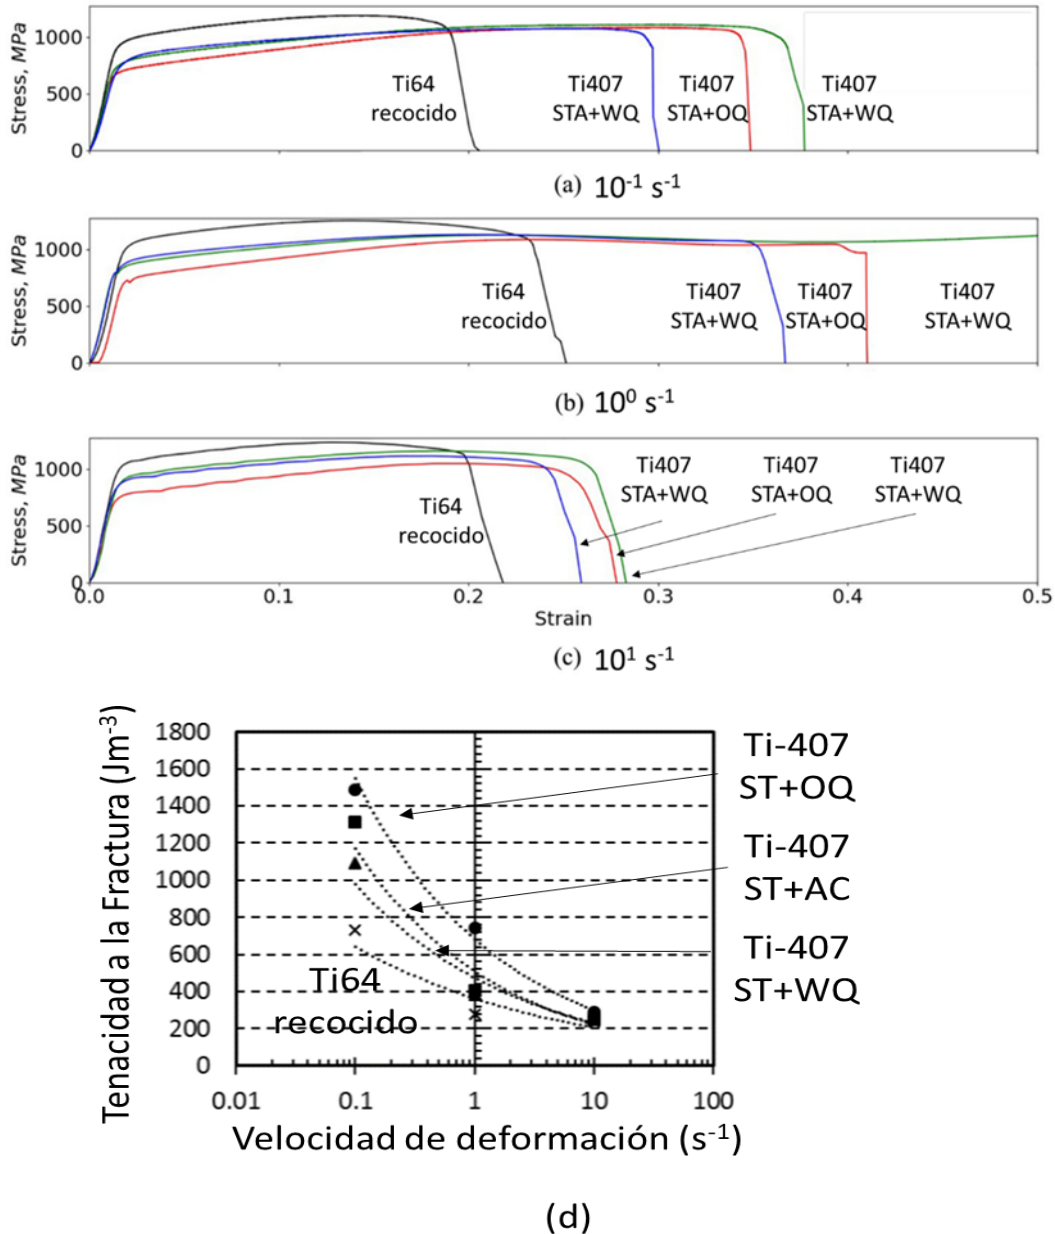 Stress, MPa
1000
500
0
Ti64
recocido
Ti407
STA+WQ
Ti407
STA+OQ
Ti407
STA+WQ
(a) 10⁻¹ s⁻¹
Stress, MPa
1000
500
0
Ti64
recocido
Ti407
STA+WQ
Ti407
STA+OQ
Ti407
STA+WQ
(b) 10⁰ s⁻¹
Stress, MPa
1000
500
0
Ti64
recocido
Ti407
STA+WQ
Ti407
STA+OQ
Ti407
STA+WQ
0.0 0.1 0.2 0.3 0.4 0.5
Strain
(c) 10¹ s⁻¹
Tenacidad a la Fractura (Jm⁻³)
1800
1600
1400
1200
1000
800
600
400
200
0
Ti-407
ST+OQ
Ti-407
ST+AC
Ti-407
ST+WQ
Ti64
recocido
0.01 0.1 1 10 100
Velocidad de deformación (s⁻¹)
(d)